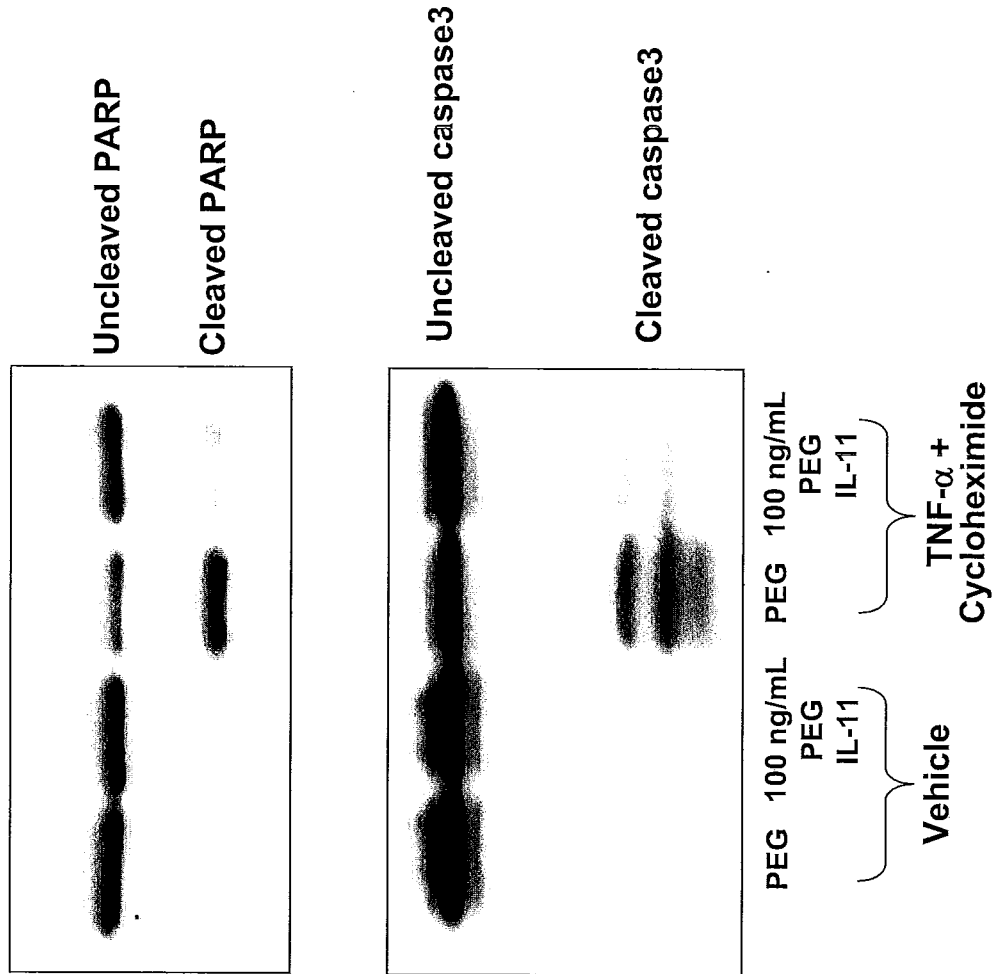 Uncleaved PARP
Cleaved PARP
Uncleaved caspase3
Cleaved caspase3
PEG
100 ng/mL
PEG
IL-11
PEG
100 ng/mL
PEG
IL-11
Vehicle
TNF-α +
Cycloheximide